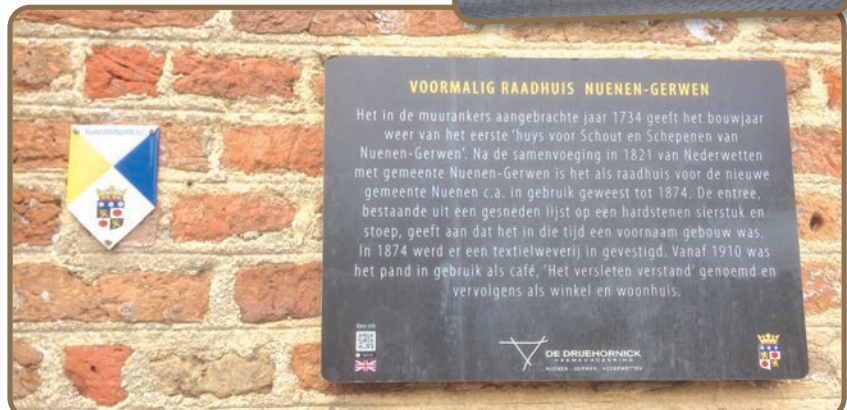 VOORMALIG RAADHUIS NUENEN-GERWEN
Het in de muurankers aangebrachte jaar 1734 geeft het bouwjaar
weer van het eerste ‘huys voor Schout en Schepenen van
Nuenen-Gerwen’. Na de samenvoeging in 1821 van Nederwetten
met gemeente Nuenen-Gerwen is het als raadhuis voor de nieuwe
gemeente Nuenen c.a. in gebruik geweest tot 1874. De entree,
bestaande uit een gesneden lijst op een hardstenen sierstuk en
stoep, geeft aan dat het in die tijd een voornaam gebouw was.
In 1874 werd er een textielweverij in gevestigd. Vanaf 1910 was
het pand in gebruik als café, ‘Het versleten verstand’ genoemd en
vervolgens als winkel en woonhuis.
Meer info
DE DRIJEHORNICK
HEEMKUNDEKRING
NUENEN - GERWEN - NEDERWETTEN